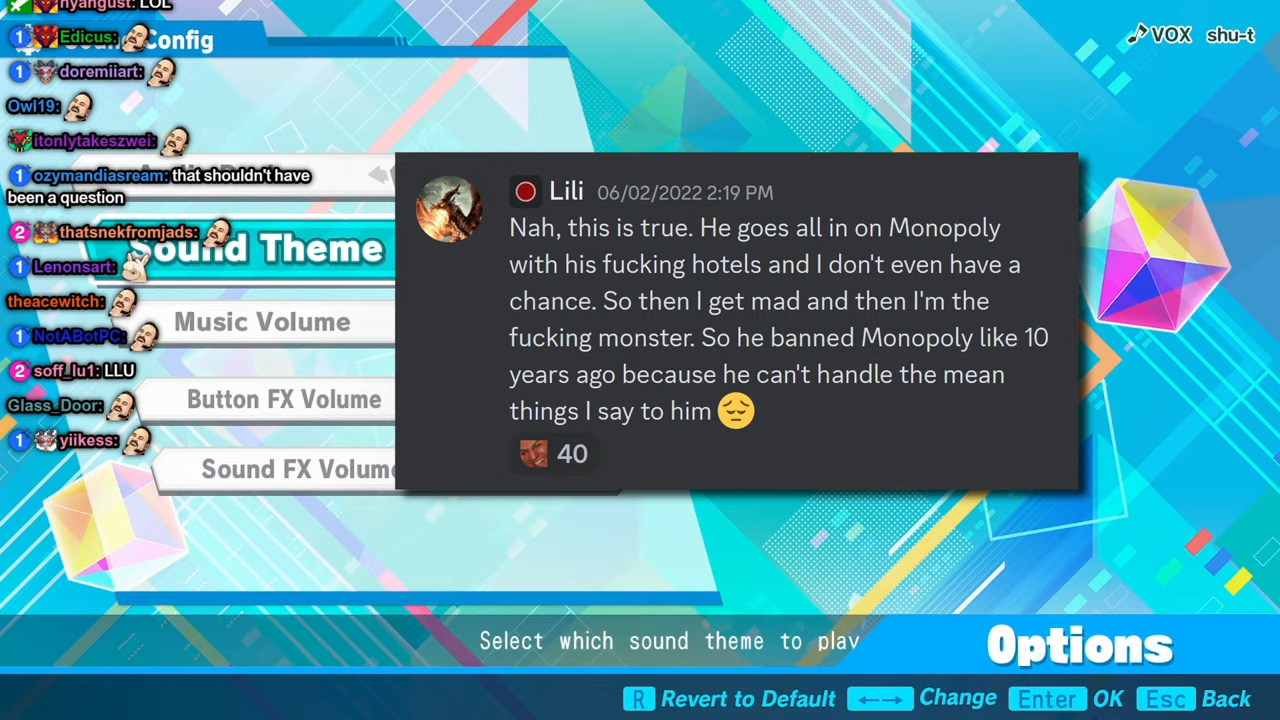 nyangust: LOL
Config
Edicus:
doremiiart:
Owl19:
itonlytakeszwei:
ozymandiasream: that shouldn't have
been a question
thatsnekfromjads:
Lenonsart:
theacewitch:
NotABotPC:
soff_lu1: LLU
Glass_Door:
yiikess:
VOX shu-t
Sound Theme
Music Volume
Button FX Volume
Sound FX Volume
Lili 06/02/2022 2:19 PM
Nah, this is true. He goes all in on Monopoly
with his fucking hotels and I don't even have a
chance. So then I get mad and then I'm the
fucking monster. So he banned Monopoly like 10
years ago because he can't handle the mean
things I say to him 😔
40
Select which sound theme to play
Options
R Revert to Default ←→ Change Enter OK Esc Back